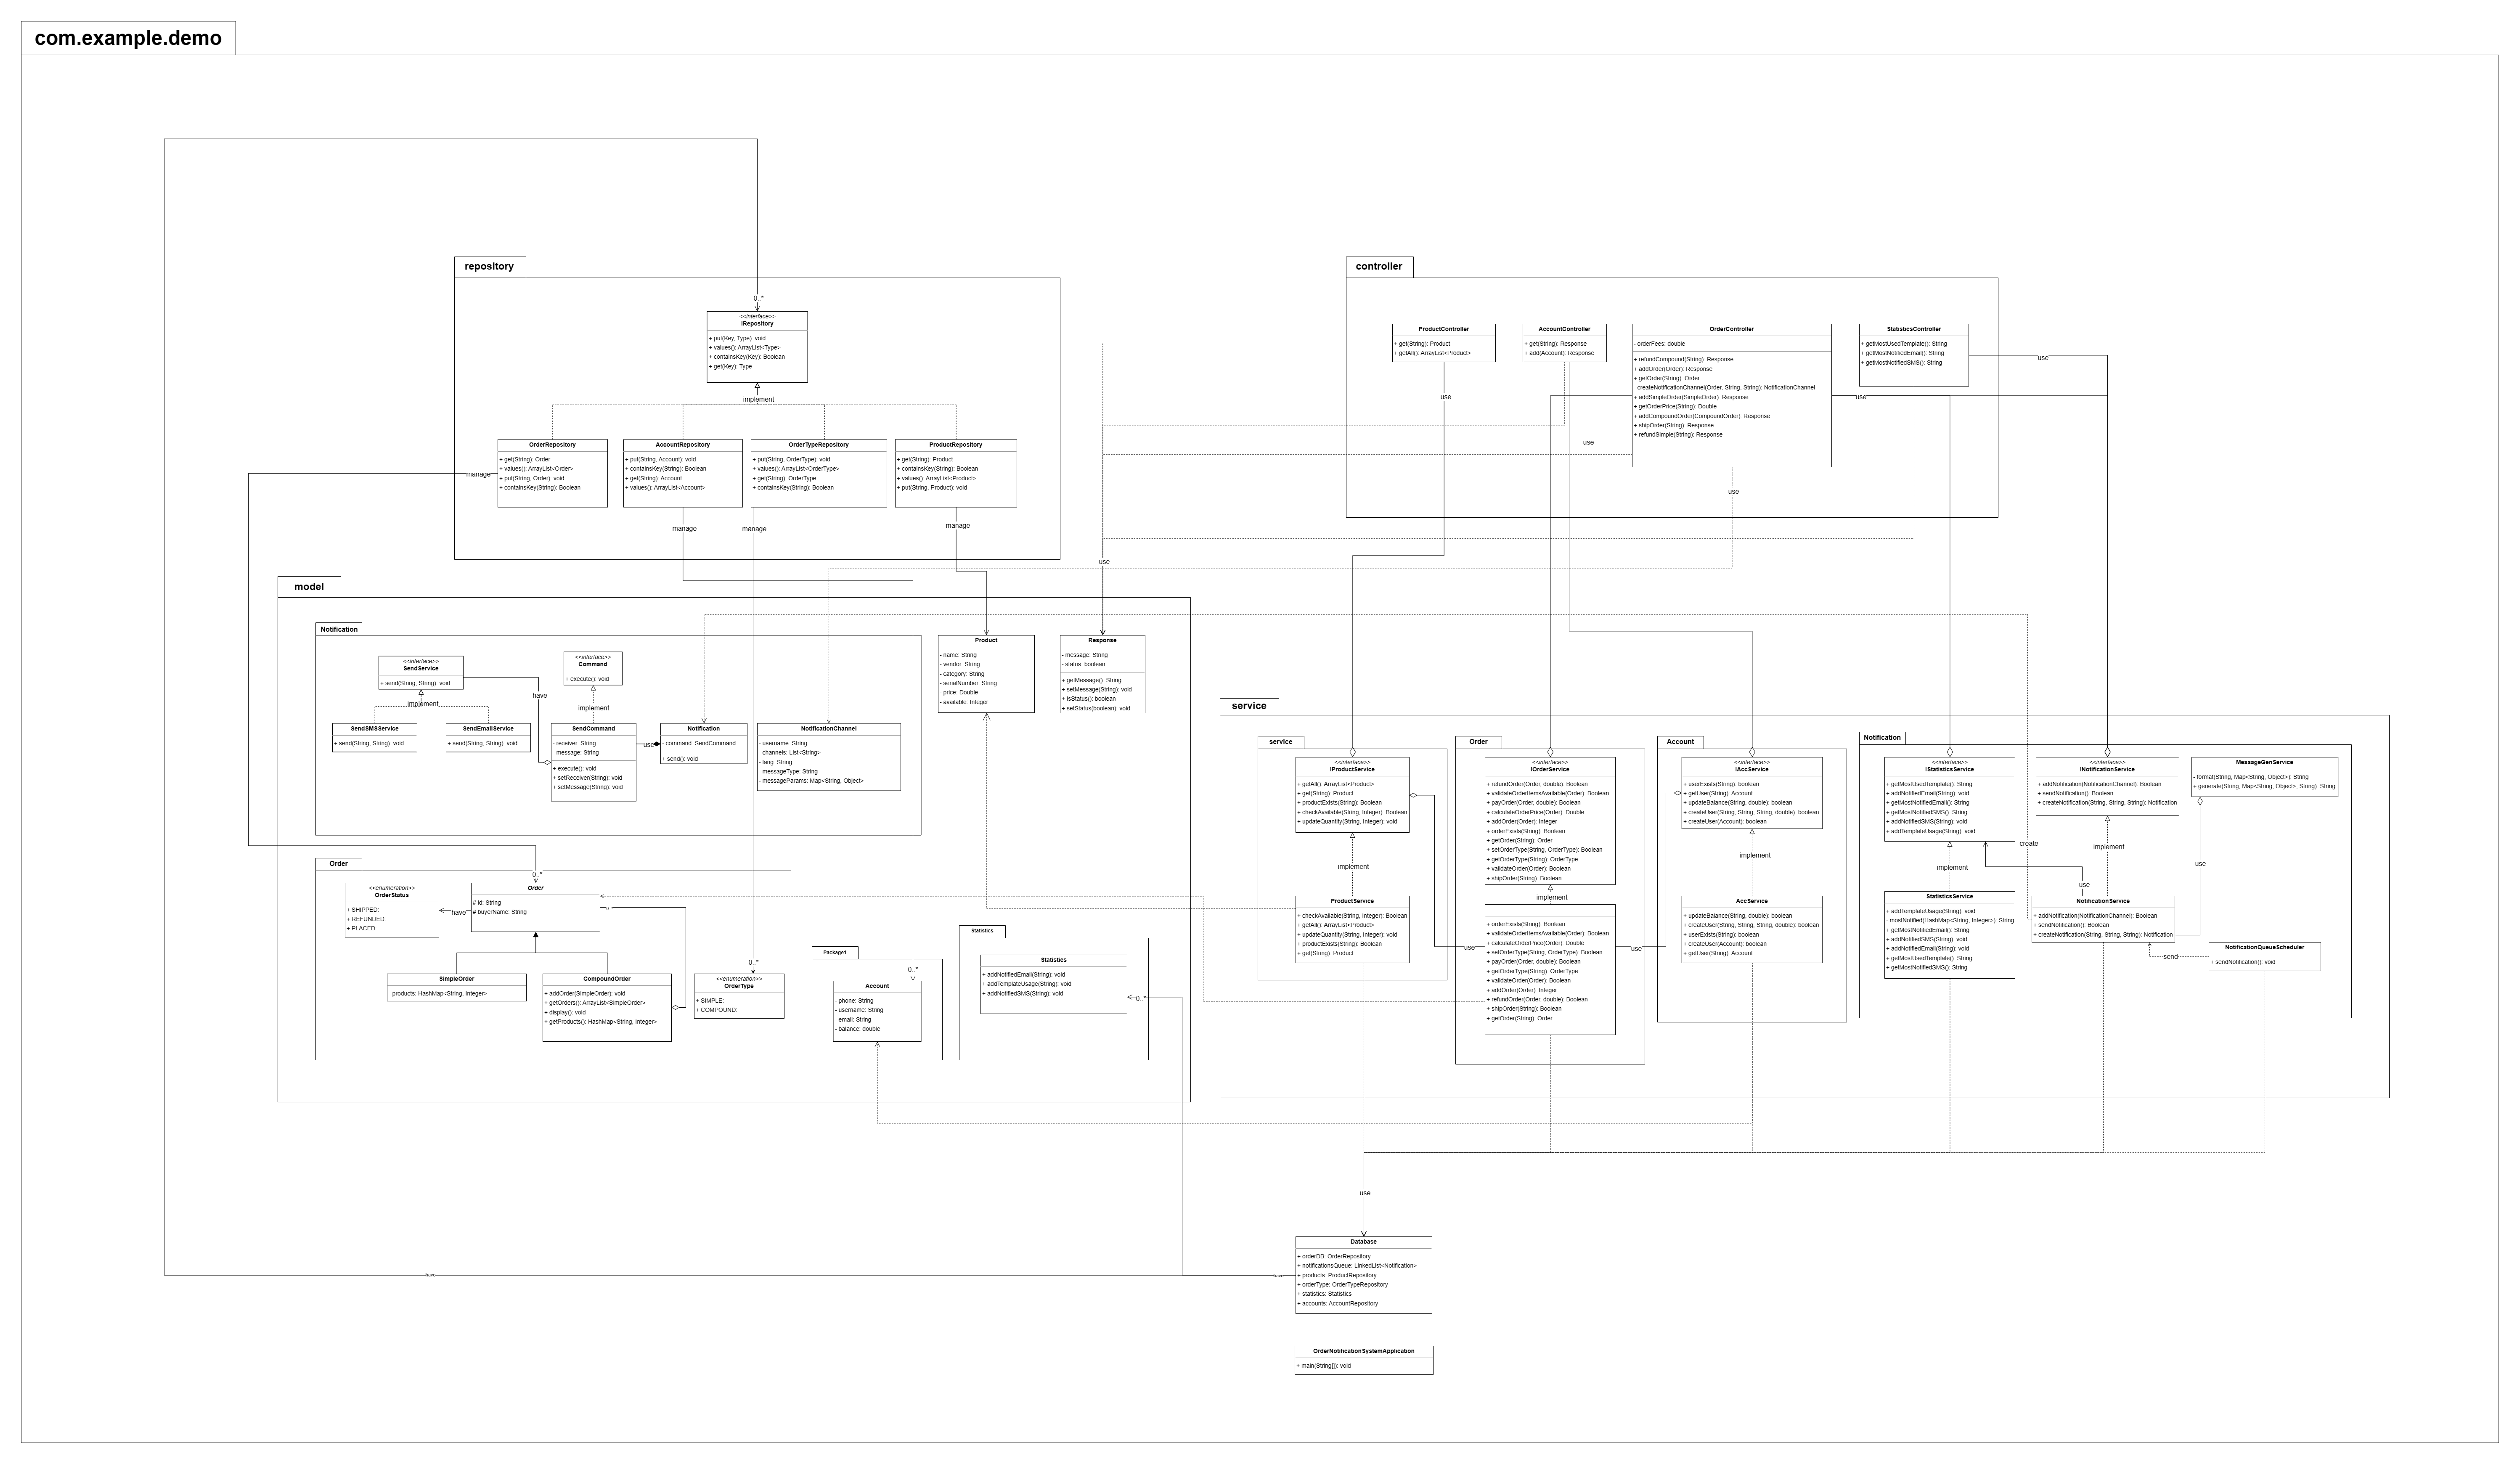 com.example.demo
repository
0..*
<<interface>>
IRepository
+ put(Key, Type): void
+ values(): ArrayList<Type>
+ containsKey(Key): Boolean
+ get(Key): Type
implement
OrderRepository
+ get(String): Order
+ values(): ArrayList<Order>
+ put(String, Order): void
+ containsKey(String): Boolean
manage
AccountRepository
+ put(String, Account): void
+ containsKey(String): Boolean
+ get(String): Account
+ values(): ArrayList<Account>
manage
OrderTypeRepository
+ put(String, OrderType): void
+ values(): ArrayList<OrderType>
+ get(String): OrderType
+ containsKey(String): Boolean
manage
ProductRepository
+ get(String): Product
+ containsKey(String): Boolean
+ values(): ArrayList<Product>
+ put(String, Product): void
manage
controller
ProductController
+ get(String): Product
+ getAll(): ArrayList<Product>
use
AccountController
+ get(String): Response
+ add(Account): Response
use
OrderController
- orderFees: double
+ refundCompound(String): Response
+ addOrder(Order): Response
+ getOrder(String): Order
- createNotificationChannel(Order, String, String): NotificationChannel
+ addSimpleOrder(SimpleOrder): Response
+ getOrderPrice(String): Double
+ addCompoundOrder(CompoundOrder): Response
+ shipOrder(String): Response
+ refundSimple(String): Response
use
use
StatisticsController
+ getMostUsedTemplate(): String
+ getMostNotifiedEmail(): String
+ getMostNotifiedSMS(): String
use
use
model
Notification
<<interface>>
SendService
+ send(String, String): void
implement
SendSMSService
+ send(String, String): void
SendEmailService
+ send(String, String): void
have
<<interface>>
Command
+ execute(): void
implement
SendCommand
- receiver: String
- message: String
+ execute(): void
+ setReceiver(String): void
+ setMessage(String): void
use
Notification
- command: SendCommand
+ send(): void
NotificationChannel
- username: String
- channels: List<String>
- lang: String
- messageType: String
- messageParams: Map<String, Object>
Product
- name: String
- vendor: String
- category: String
- serialNumber: String
- price: Double
- available: Integer
Response
- message: String
- status: boolean
+ getMessage(): String
+ setMessage(String): void
+ isStatus(): boolean
+ setStatus(boolean): void
Order
<<enumeration>>
OrderStatus
+ SHIPPED:
+ REFUNDED:
+ PLACED:
have
0..*
Order
# id: String
# buyerName: String
SimpleOrder
- products: HashMap<String, Integer>
CompoundOrder
+ addOrder(SimpleOrder): void
+ getOrders(): ArrayList<SimpleOrder>
+ display(): void
+ getProducts(): HashMap<String, Integer>
0..*
<<enumeration>>
OrderType
+ SIMPLE:
+ COMPOUND:
Package1
0..*
Account
- phone: String
- username: String
- email: String
- balance: double
Statistics
Statistics
+ addNotifiedEmail(String): void
+ addTemplateUsage(String): void
+ addNotifiedSMS(String): void
0..*
service
service
<<interface>>
IProductService
+ getAll(): ArrayList<Product>
+ get(String): Product
+ productExists(String): Boolean
+ checkAvailable(String, Integer): Boolean
+ updateQuantity(String, Integer): void
implement
ProductService
+ checkAvailable(String, Integer): Boolean
+ getAll(): ArrayList<Product>
+ updateQuantity(String, Integer): void
+ productExists(String): Boolean
+ get(String): Product
use
Order
<<interface>>
IOrderService
+ refundOrder(Order, double): Boolean
+ validateOrderItemsAvailable(Order): Boolean
+ payOrder(Order, double): Boolean
+ calculateOrderPrice(Order): Double
+ addOrder(Order): Integer
+ orderExists(String): Boolean
+ getOrder(String): Order
+ setOrderType(String, OrderType): Boolean
+ getOrderType(String): OrderType
+ validateOrder(Order): Boolean
+ shipOrder(String): Boolean
implement
+ orderExists(String): Boolean
+ validateOrderItemsAvailable(Order): Boolean
+ calculateOrderPrice(Order): Double
+ setOrderType(String, OrderType): Boolean
+ payOrder(Order, double): Boolean
+ getOrderType(String): OrderType
+ validateOrder(Order): Boolean
+ addOrder(Order): Integer
+ refundOrder(Order, double): Boolean
+ shipOrder(String): Boolean
+ getOrder(String): Order
use
Account
<<interface>>
IAccService
+ userExists(String): boolean
+ getUser(String): Account
+ updateBalance(String, double): boolean
+ createUser(String, String, String, double): boolean
+ createUser(Account): boolean
implement
AccService
+ updateBalance(String, double): boolean
+ createUser(String, String, String, double): boolean
+ userExists(String): boolean
+ createUser(Account): boolean
+ getUser(String): Account
Notification
<<interface>>
IStatisticsService
+ getMostUsedTemplate(): String
+ addNotifiedEmail(String): void
+ getMostNotifiedEmail(): String
+ getMostNotifiedSMS(): String
+ addNotifiedSMS(String): void
+ addTemplateUsage(String): void
implement
StatisticsService
+ addTemplateUsage(String): void
- mostNotified(HashMap<String, Integer>): String
+ getMostNotifiedEmail(): String
+ addNotifiedSMS(String): void
+ addNotifiedEmail(String): void
+ getMostUsedTemplate(): String
+ getMostNotifiedSMS(): String
<<interface>>
INotificationService
+ addNotification(NotificationChannel): Boolean
+ sendNotification(): Boolean
+ createNotification(String, String, String): Notification
create
implement
use
NotificationService
+ addNotification(NotificationChannel): Boolean
+ sendNotification(): Boolean
+ createNotification(String, String, String): Notification
MessageGenService
- format(String, Map<String, Object>): String
+ generate(String, Map<String, Object>, String): String
use
send
NotificationQueueScheduler
+ sendNotification(): void
use
Database
+ orderDB: OrderRepository
+ notificationsQueue: LinkedList<Notification>
+ products: ProductRepository
+ orderType: OrderTypeRepository
+ statistics: Statistics
+ accounts: AccountRepository
have
have
OrderNotificationSystemApplication
+ main(String[]): void